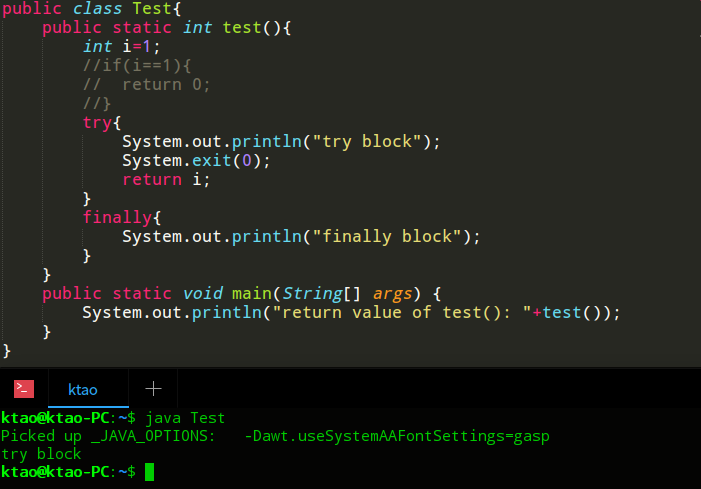 public class Test{
    public static int test(){
        int i=1;
        //if(i==1){
        //  return 0;
        //}
        try{
            System.out.println("try block");
            System.exit(0);
            return i;
        }
        finally{
            System.out.println("finally block");
        }
    }
    public static void main(String[] args) {
        System.out.println("return value of test(): "+test());
    }
}
>_ ktao +
ktao@ktao-PC:~$ java Test
Picked up _JAVA_OPTIONS:   -Dawt.useSystemAAFontSettings=gasp
try block
ktao@ktao-PC:~$